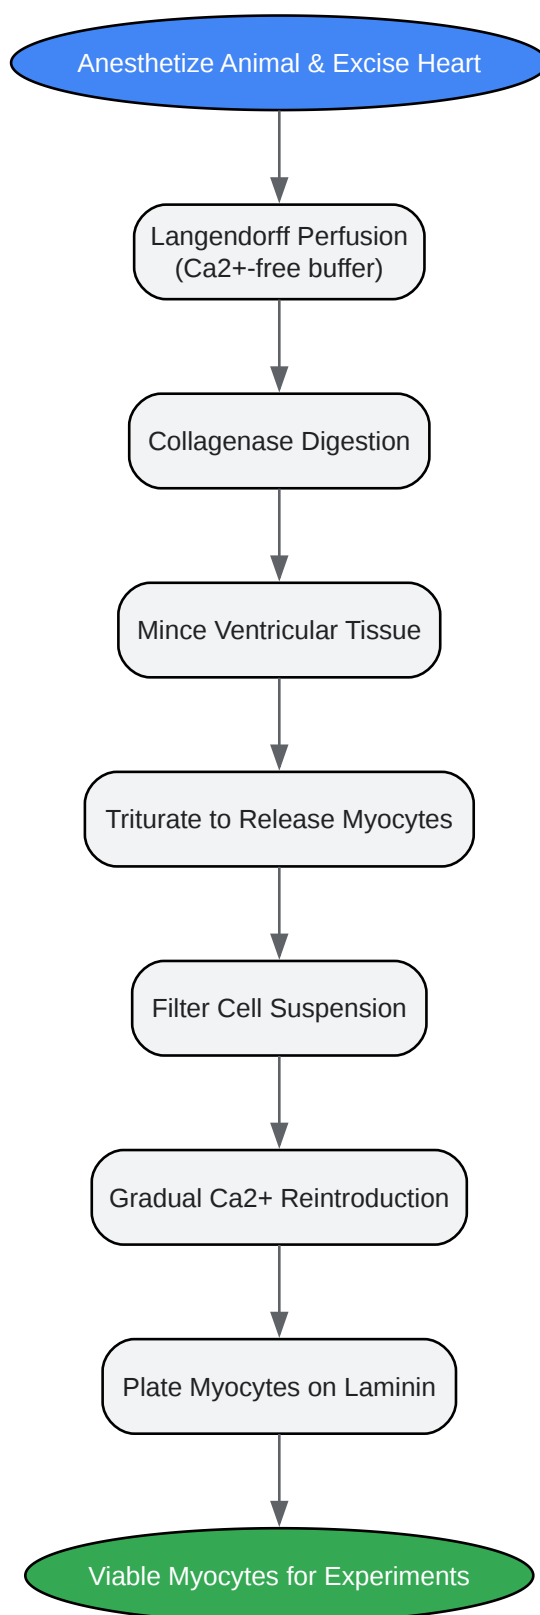 Anesthetize Animal & Excise Heart
Langendorff Perfusion
(Ca2+-free buffer)
Collagenase Digestion
Mince Ventricular Tissue
Triturate to Release Myocytes
Filter Cell Suspension
Gradual Ca2+ Reintroduction
Plate Myocytes on Laminin
Viable Myocytes for Experiments